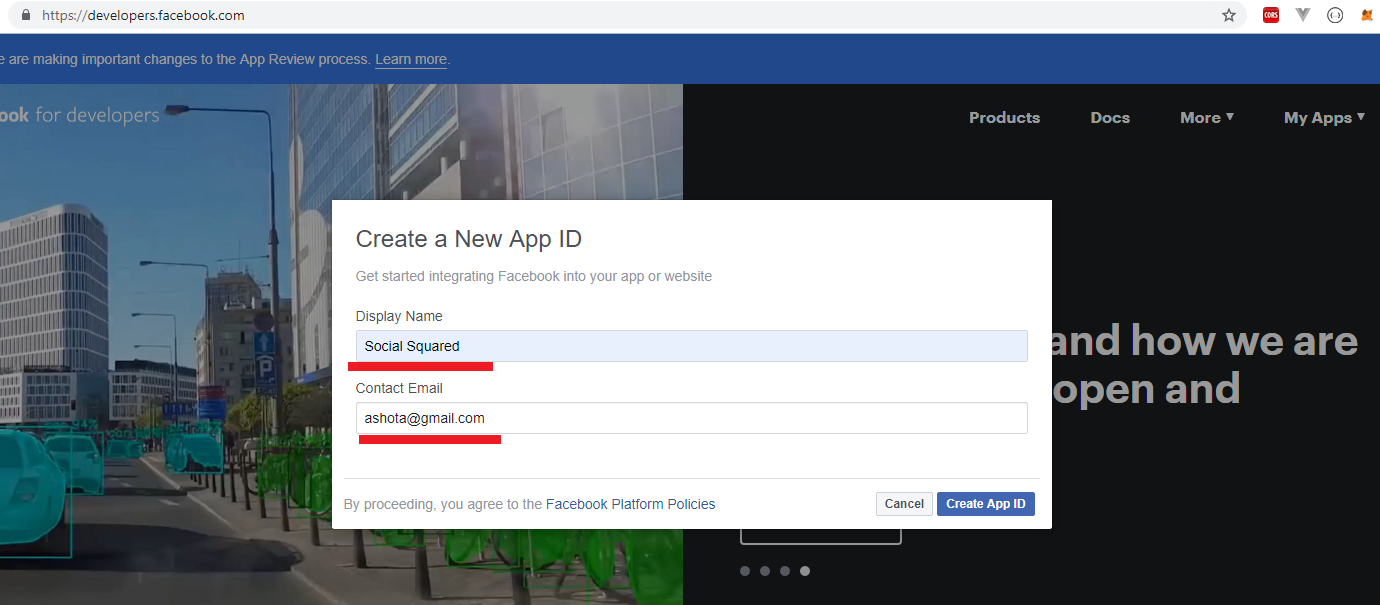 https://developers.facebook.com
CORS
e are making important changes to the App Review process. Learn more.
ook for developers
Products Docs More ▼ My Apps ▼
Create a New App ID
Get started integrating Facebook into your app or website
Display Name
Social Squared
and how we are
Contact Email
open and
ashota@gmail.com
By proceeding, you agree to the Facebook Platform Policies
Cancel Create App ID